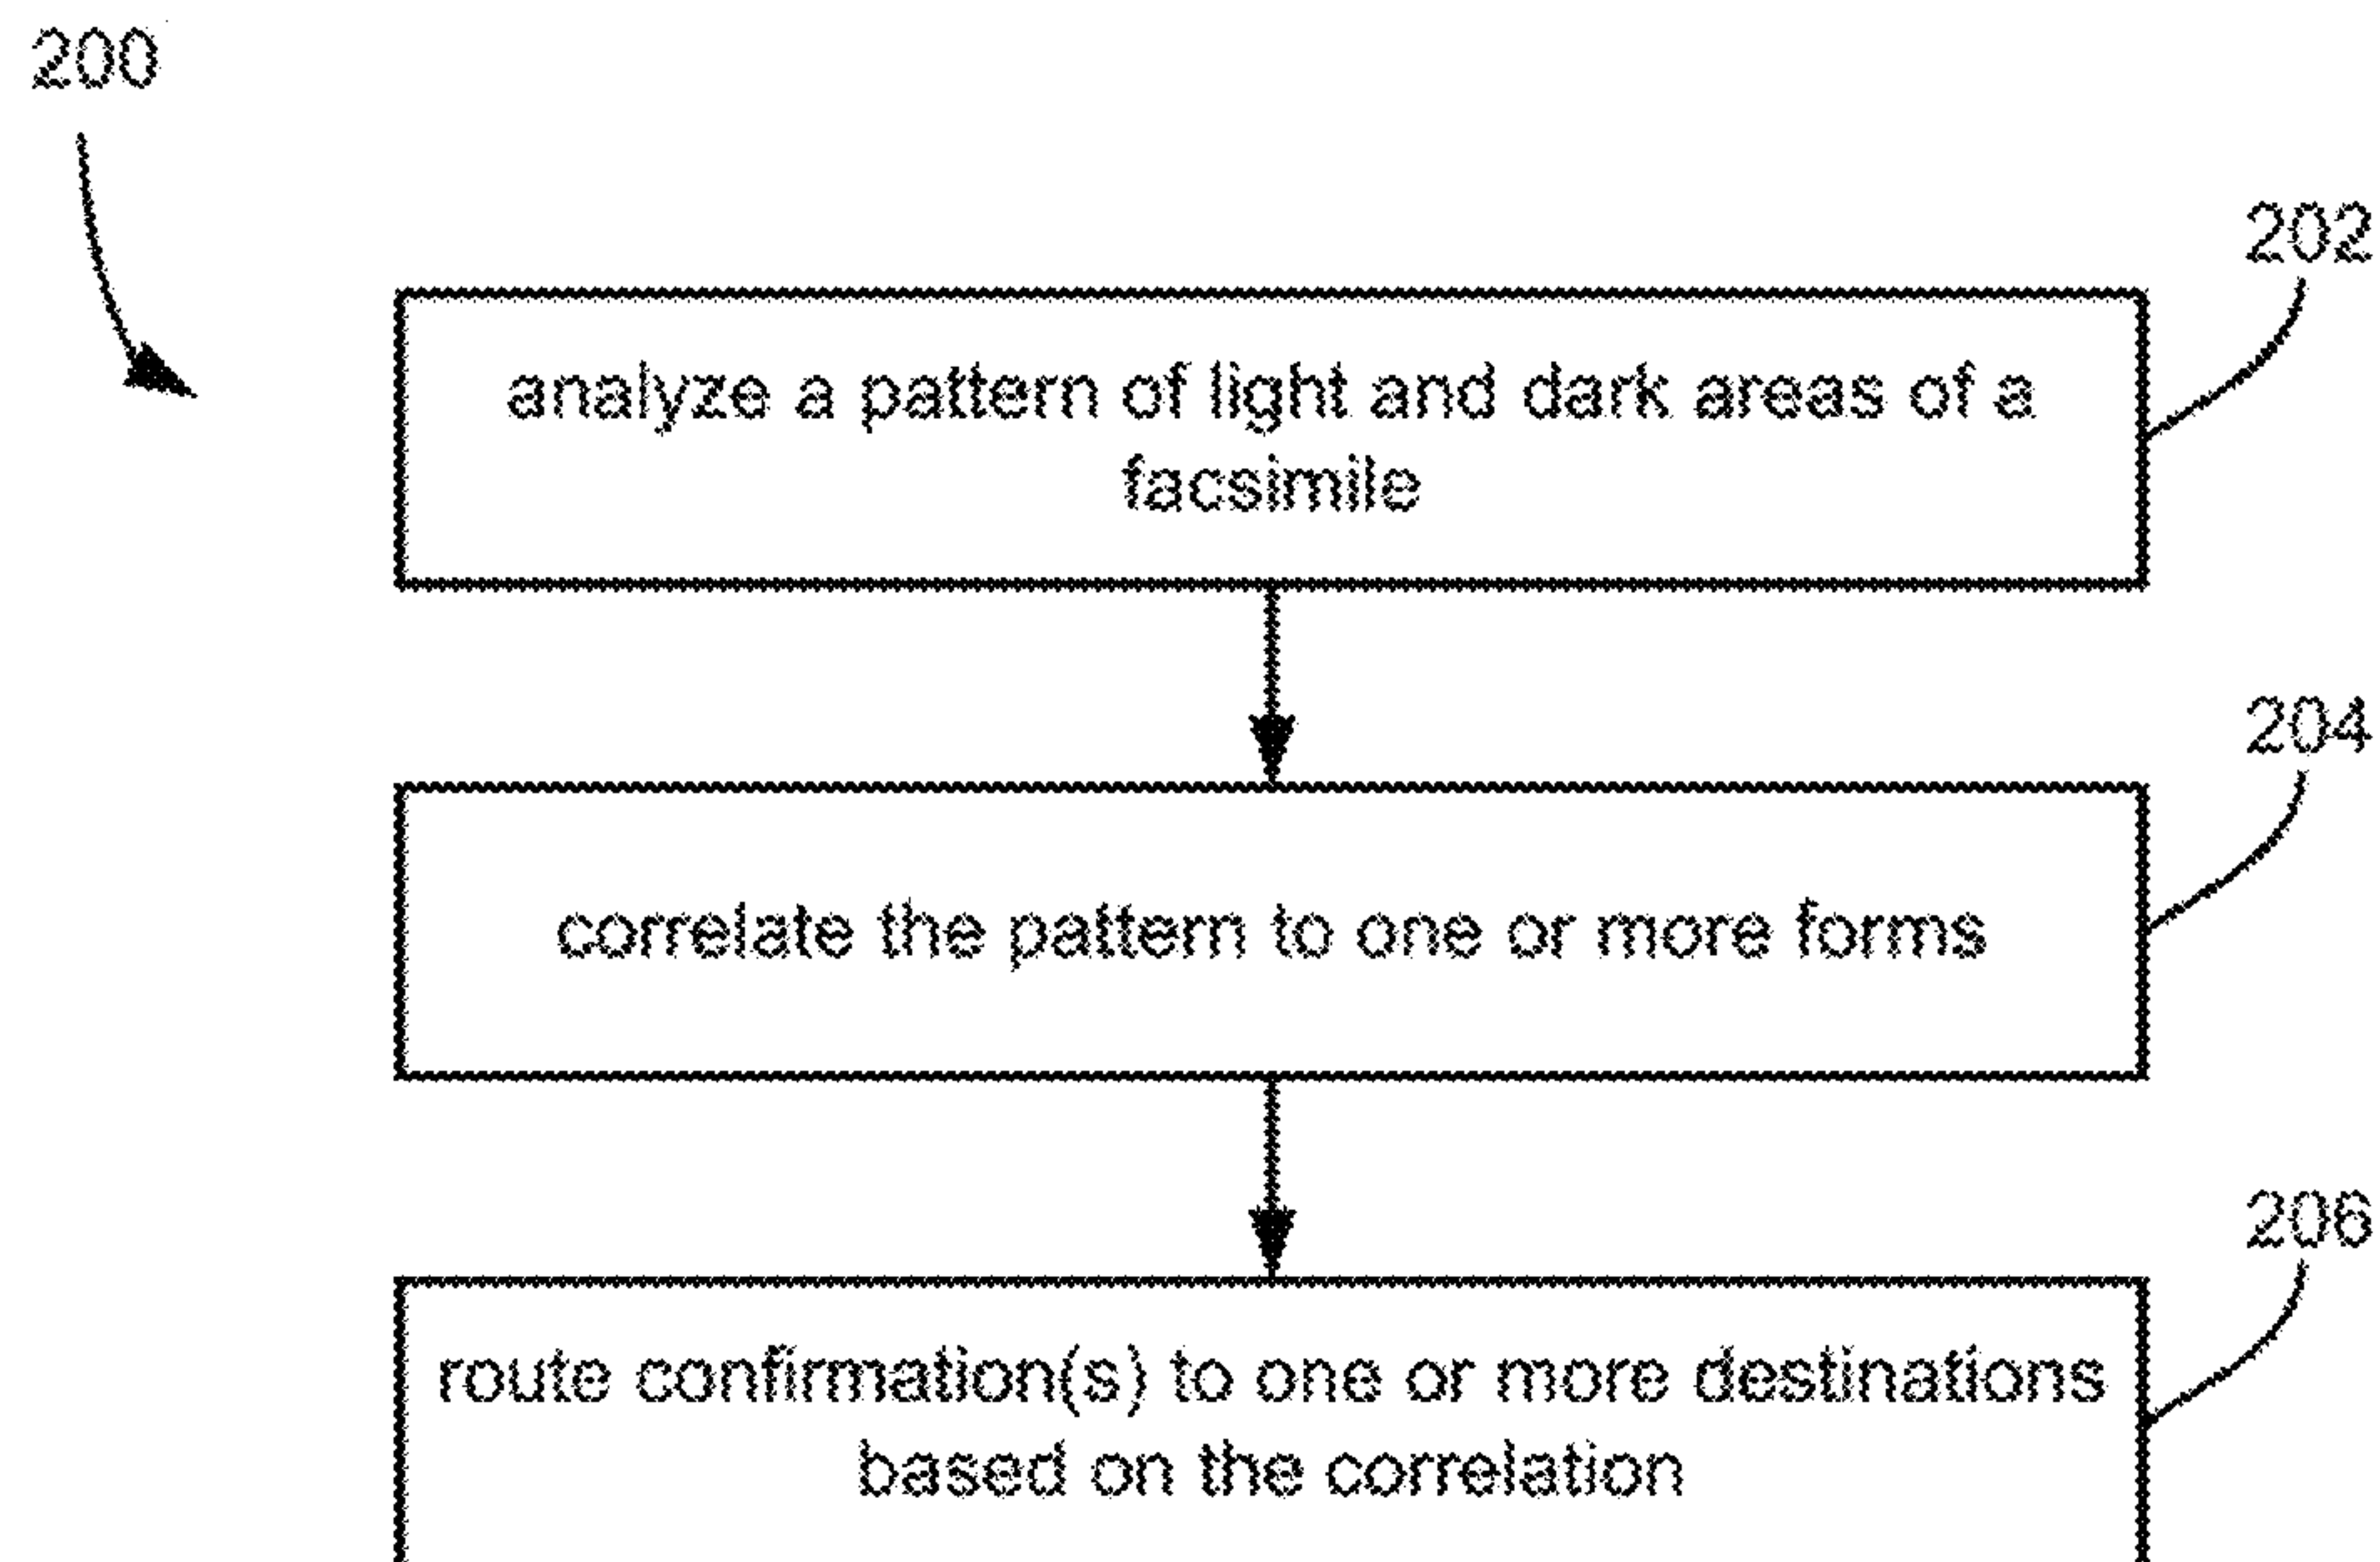 200
202
analyze a pattern of light and dark areas of a
facsimile
204
correlate the pattern to one or more forms
206
route confirmation(s) to one or more destinations
based on the correlation